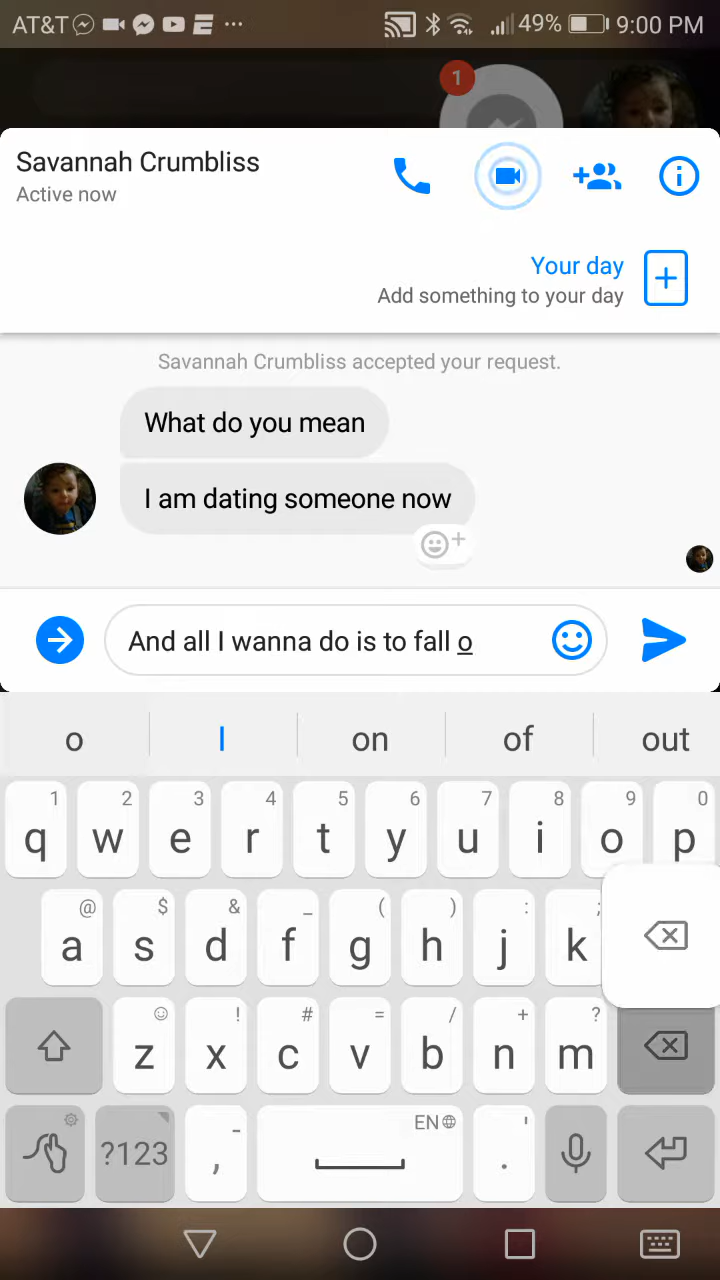 AT&T 49% 9:00 PM
1
Savannah Crumbliss
Active now
Your day
Add something to your day
Savannah Crumbliss accepted your request.
What do you mean
I am dating someone now
And all I wanna do is to fall o
o I on of out
1 2 3 4 5 6 7 8 9 0
q w e r t y u i o p
@ $ & _ ( ) : ;
a s d f g h j k
! # = / + ?
z x c v b n m
?123 , - EN . '